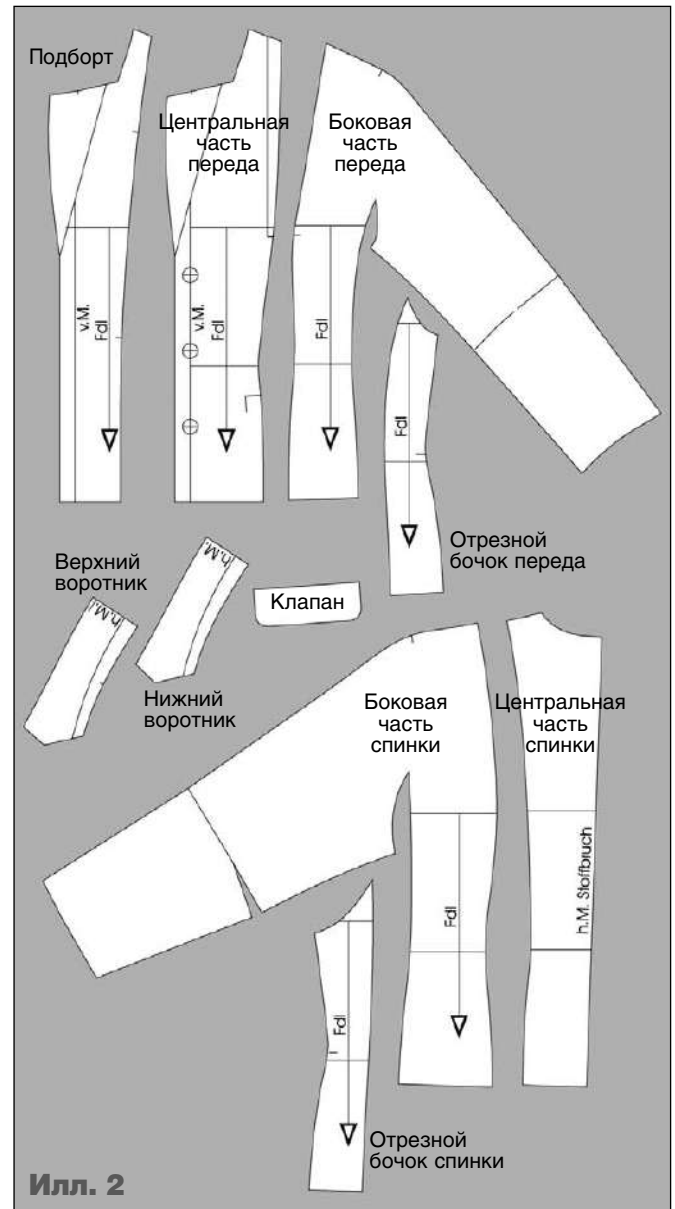 Подборт
Центральная
часть
переда
Боковая
часть
переда
v.M.
Fdl
v.M.
Fdl
Fdl
Fdl
Отрезной
бочок переда
Верхний
воротник
h.M.
h.M.
Клапан
Нижний
воротник
Боковая
часть
спинки
Центральная
часть
спинки
Fdl
h.M. Stoffbruch
Fdl
Отрезной
бочок спинки
Илл. 2